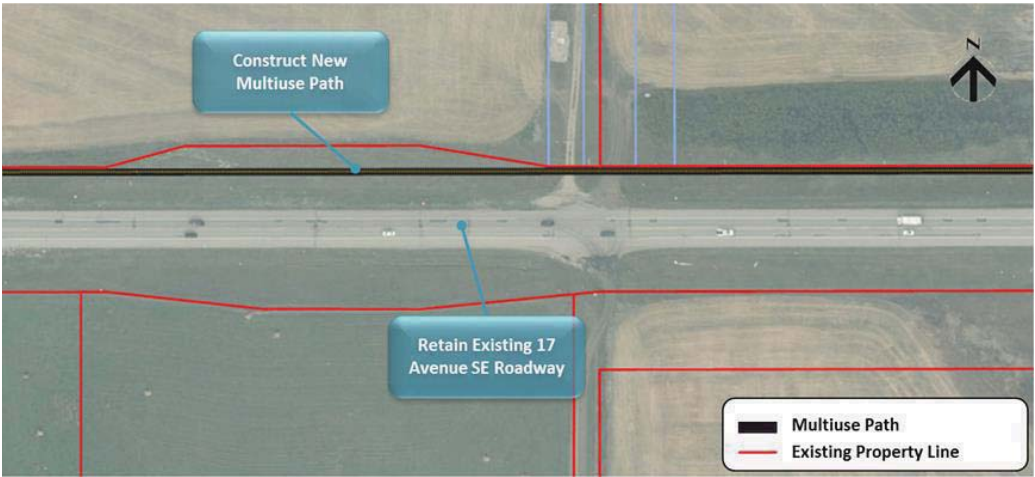 Construct New
Multiuse Path
N
Retain Existing 17
Avenue SE Roadway
Multiuse Path
Existing Property Line